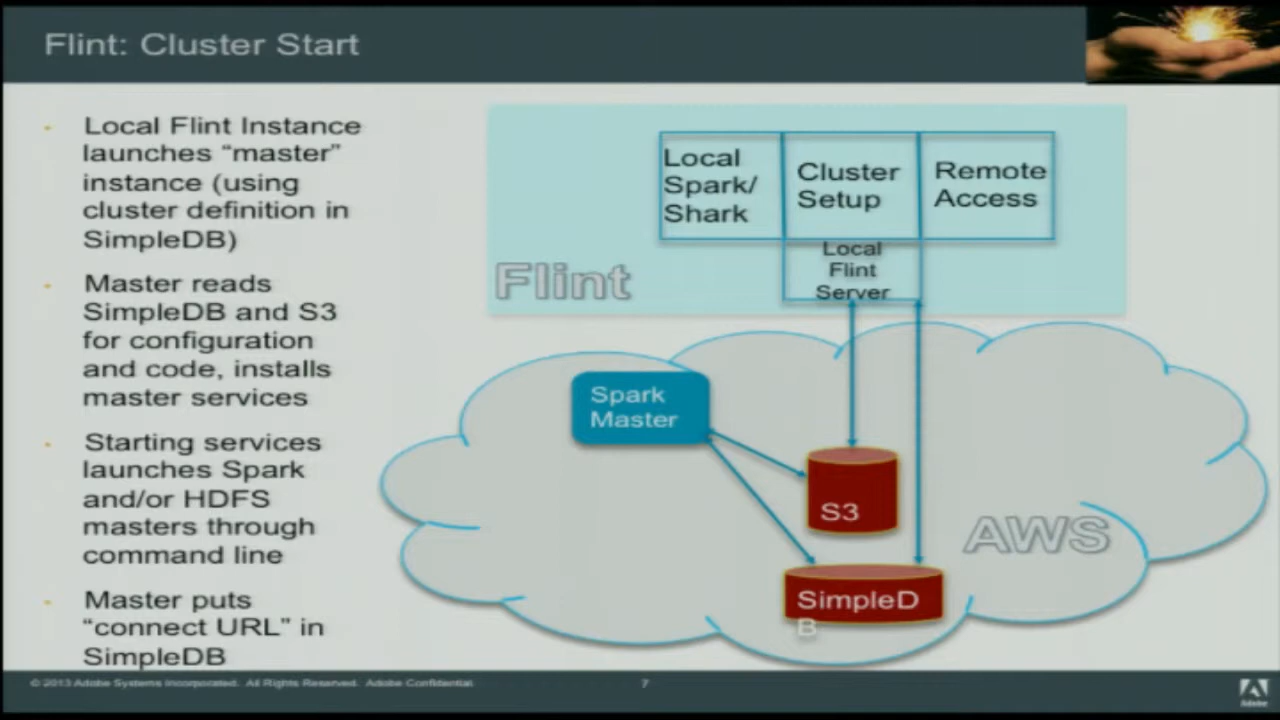 Flint: Cluster Start
Local Flint Instance
launches “master”
instance (using
cluster definition in
SimpleDB)
Master reads
SimpleDB and S3
for configuration
and code, installs
master services
Starting services
launches Spark
and/or HDFS
masters through
command line
Master puts
“connect URL” in
SimpleDB
Local
Spark/
Shark
Cluster
Setup
Remote
Access
Local
Flint
Server
Flint
Spark
Master
S3
AWS
SimpleD
B
© 2013 Adobe Systems Incorporated. All Rights Reserved. Adobe Confidential.
7
Adobe